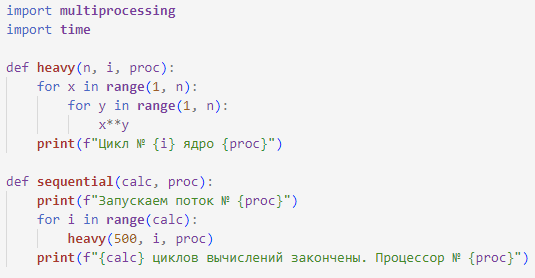 import multiprocessing
import time
def heavy(n, i, proc):
    for x in range(1, n):
        for y in range(1, n):
            x**y
    print(f"Цикл № {i} ядро {proc}")
def sequential(calc, proc):
    print(f"Запускаем поток № {proc}")
    for i in range(calc):
        heavy(500, i, proc)
    print(f"{calc} циклов вычислений закончены. Процессор № {proc}")